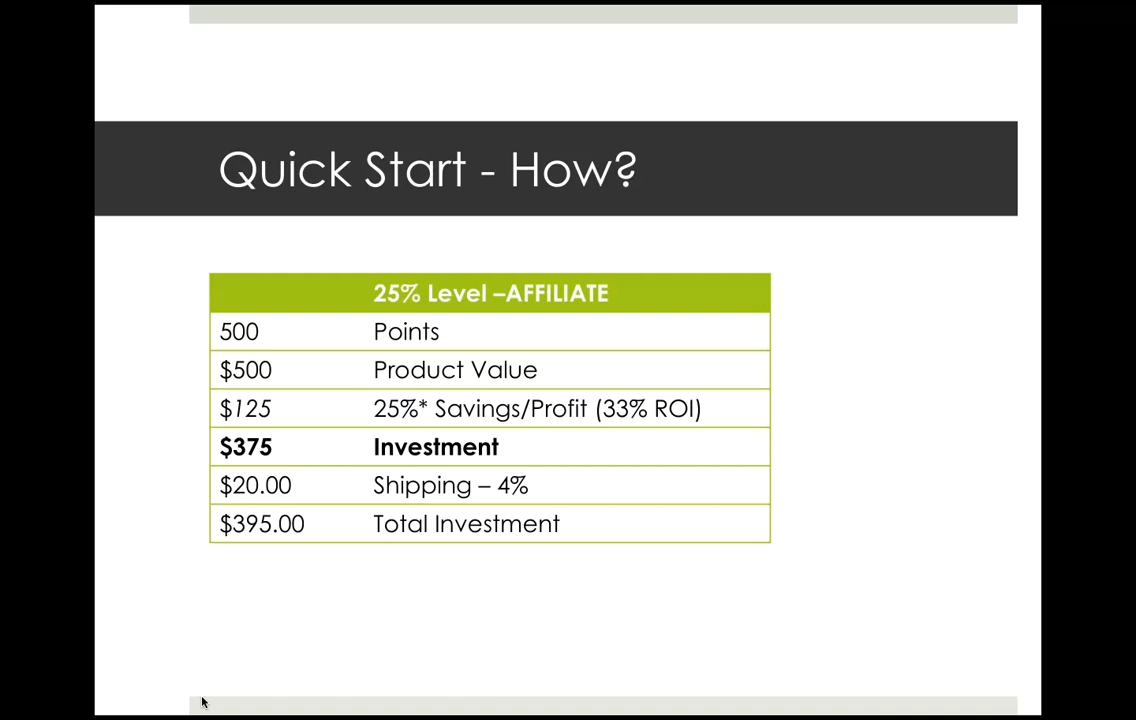 Quick Start - How?
25% Level –AFFILIATE
500 Points
$500 Product Value
$125 25%* Savings/Profit (33% ROI)
$375 Investment
$20.00 Shipping – 4%
$395.00 Total Investment